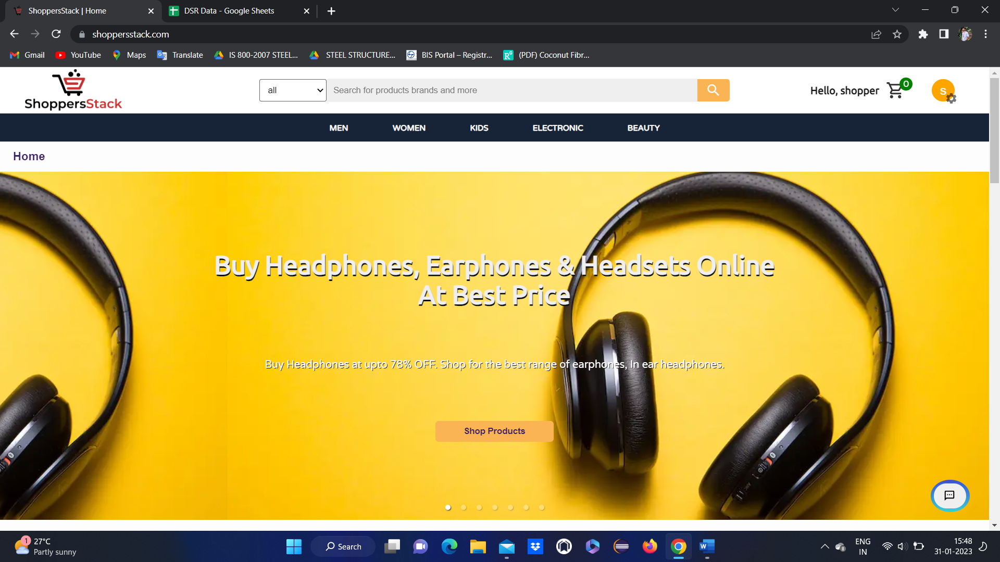 ShoppersStack | Home
DSR Data - Google Sheets
shoppersstack.com
Gmail
YouTube
Maps
Translate
IS 800-2007 STEEL...
STEEL STRUCTURE...
BIS Portal – Registr...
(PDF) Coconut Fibr...
ShoppersStack
all
Search for products brands and more
Hello, shopper
0
S
MEN
WOMEN
KIDS
ELECTRONIC
BEAUTY
Home
Buy Headphones, Earphones & Headsets Online
At Best Price
Buy Headphones at upto 78% OFF. Shop for the best range of earphones, In ear headphones.
Shop Products
1
27°C
Partly sunny
Search
ENG
IN
15:48
31-01-2023